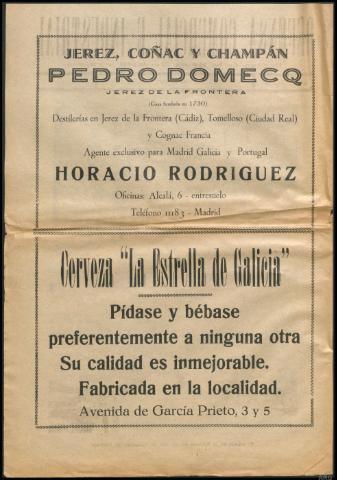 JEREZ, COÑAC Y CHAMPÁN
PEDRO DOMECQ
JEREZ DE LA FRONTERA
(Casa fundada en 1730)
Destilerías en Jerez de la Frontera (Cádiz), Tomelloso (Ciudad Real)
y Cognac Francia
Agente exclusivo para Madrid Galicia y Portugal
HORACIO RODRIGUEZ
Oficinas: Alcalá, 6 - entresuelo
Teléfono 11183 - Madrid
Cerveza "La Estrella de Galicia"
Pídase y bébase
preferentemente a ninguna otra
Su calidad es inmejorable.
Fabricada en la localidad.
Avenida de García Prieto, 3 y 5